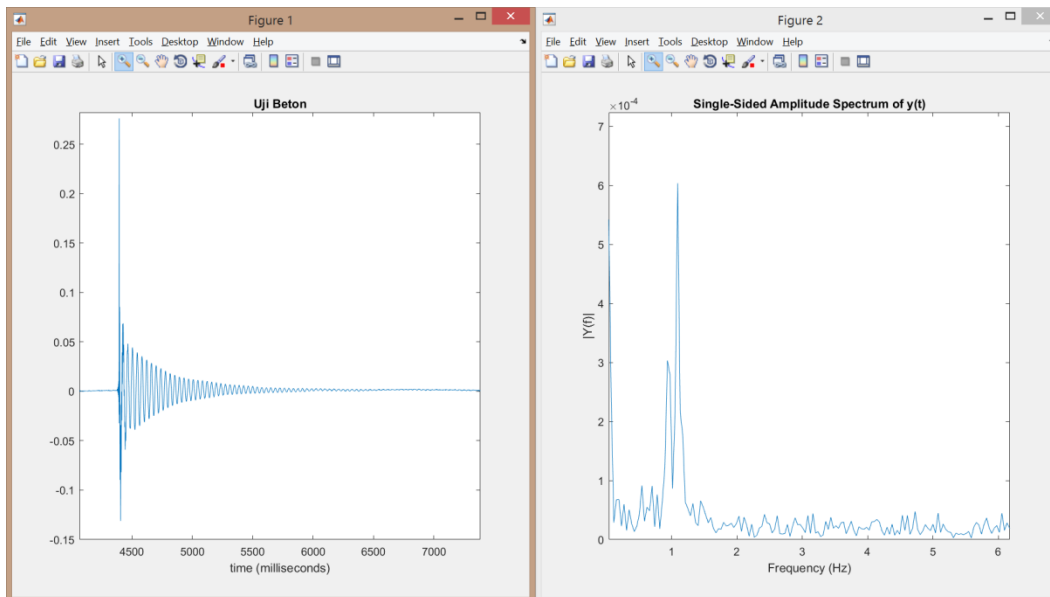 Figure 1
File Edit View Insert Tools Desktop Window Help
Uji Beton
0.25
0.2
0.15
0.1
0.05
0
-0.05
-0.1
-0.15
4500 5000 5500 6000 6500 7000
time (milliseconds)
Figure 2
File Edit View Insert Tools Desktop Window Help
×10-4
Single-Sided Amplitude Spectrum of y(t)
7
6
5
4
3
2
1
0
|Y(f)|
1 2 3 4 5 6
Frequency (Hz)